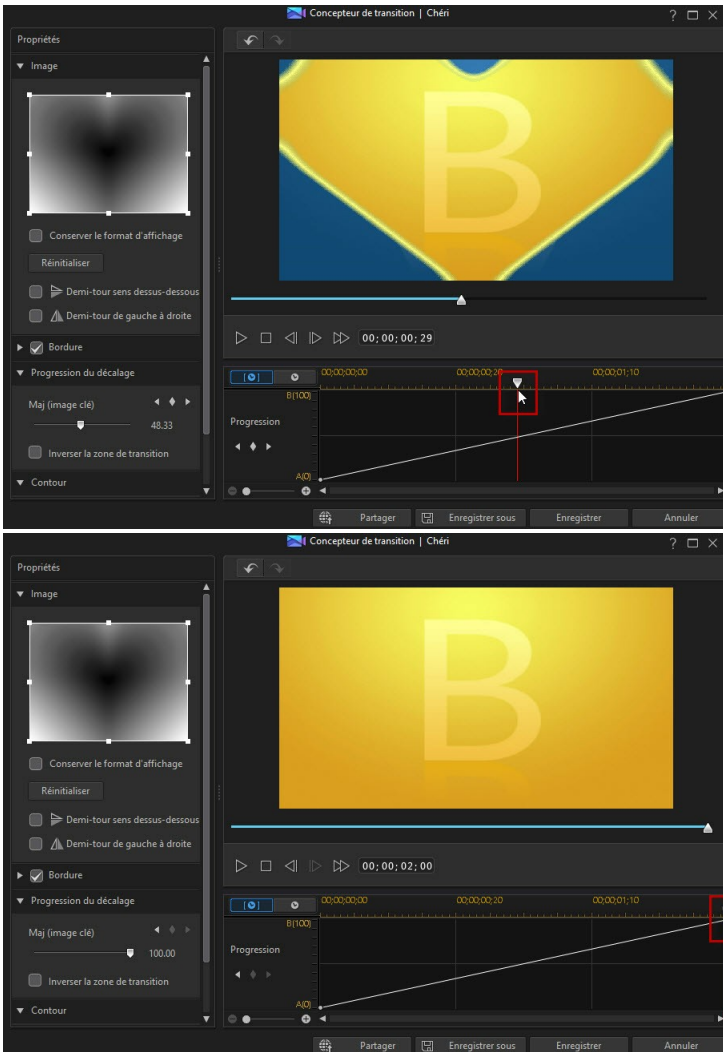 Concepteur de transition | Chéri
?
Propriétés
Image
B
Conserver le format d'affichage
Réinitialiser
Demi-tour sens dessus-dessous
Demi-tour de gauche à droite
00;00;00;29
Bordure
Progression du décalage
00;00;00;00 00;00;00;20 00;00;01;10
B(100)
Maj (image clé)
48.33
Progression
Inverser la zone de transition
A(0)
Contour
Partager Enregistrer sous Enregistrer Annuler
Concepteur de transition | Chéri
?
Propriétés
Image
B
Conserver le format d'affichage
Réinitialiser
Demi-tour sens dessus-dessous
Demi-tour de gauche à droite
00;00;02;00
Bordure
Progression du décalage
00;00;00;00 00;00;00;20 00;00;01;10
B(100)
Maj (image clé)
100.00
Progression
Inverser la zone de transition
A(0)
Contour
Partager Enregistrer sous Enregistrer Annuler